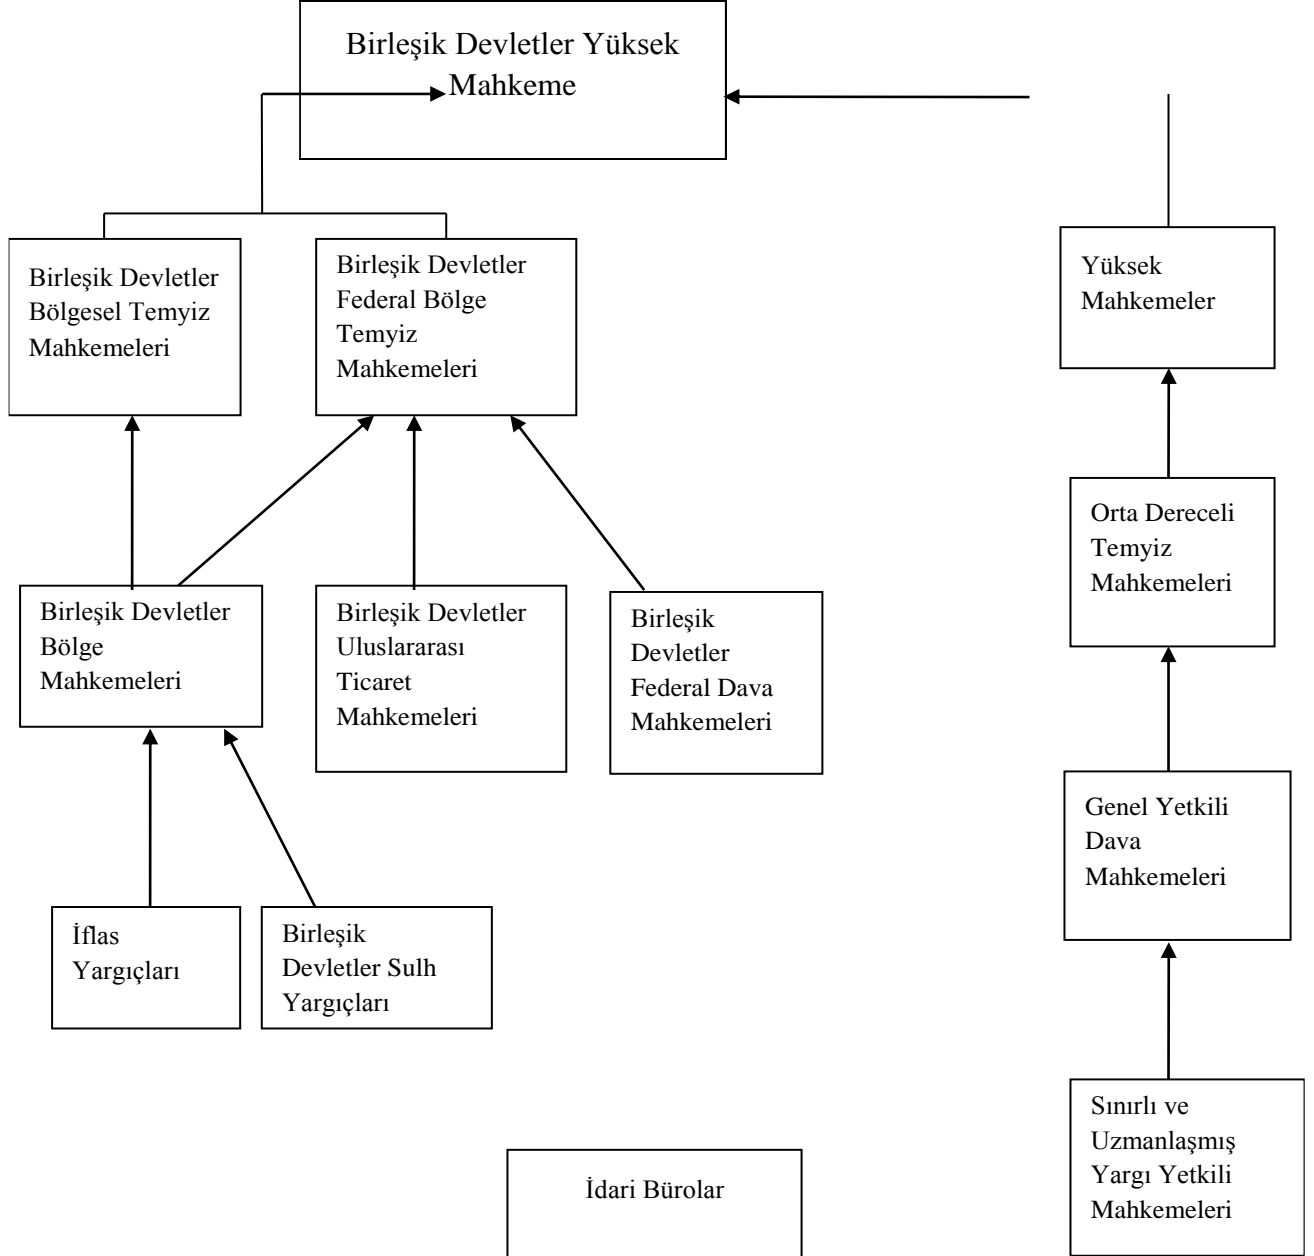 Birleşik Devletler Yüksek
Mahkeme
Birleşik Devletler
Bölgesel Temyiz
Mahkemeleri
Birleşik Devletler
Federal Bölge
Temyiz
Mahkemeleri
Yüksek
Mahkemeler
Orta Dereceli
Temyiz
Mahkemeleri
Birleşik Devletler
Bölge
Mahkemeleri
Birleşik Devletler
Uluslararası
Ticaret
Mahkemeleri
Birleşik
Devletler
Federal Dava
Mahkemeleri
Genel Yetkili
Dava
Mahkemeleri
İflas
Yargıçları
Birleşik
Devletler Sulh
Yargıçları
Sınırlı ve
Uzmanlaşmış
Yargı Yetkili
Mahkemeleri
İdari Bürolar